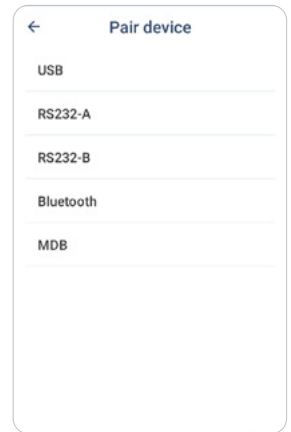 Pair device
USB
RS232-A
RS232-B
Bluetooth
MDB